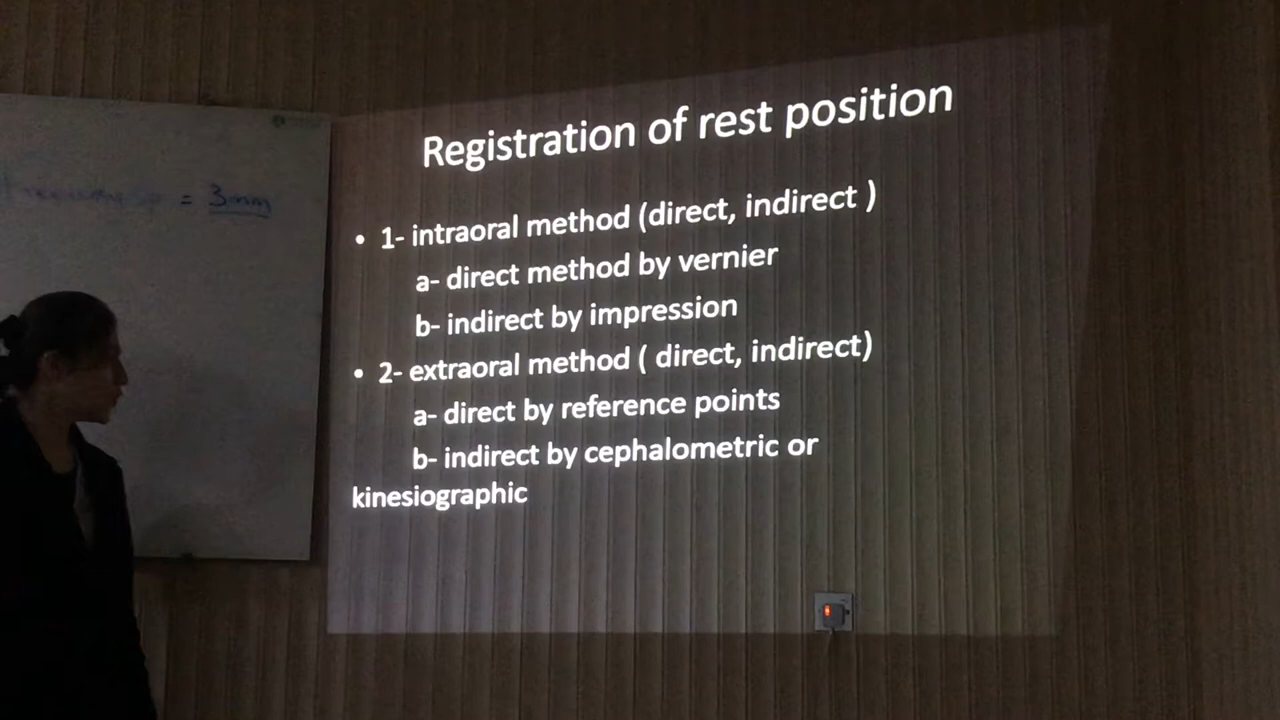 = 3mm
Registration of rest position
• 1- intraoral method (direct, indirect )
a- direct method by vernier
b- indirect by impression
• 2- extraoral method ( direct, indirect)
a- direct by reference points
b- indirect by cephalometric or
kinesiographic